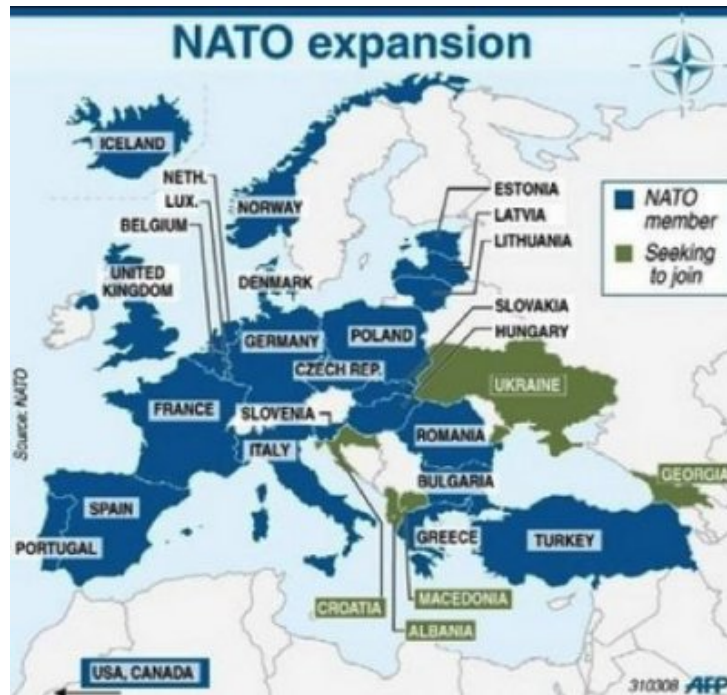 NATO expansion
ICELAND
NETH.
LUX.
BELGIUM
NORWAY
ESTONIA
LATVIA
LITHUANIA
NATO
member
Seeking
to join
UNITED
KINGDOM
DENMARK
SLOVAKIA
HUNGARY
GERMANY
POLAND
CZECH REP.
UKRAINE
FRANCE
SLOVENIA
ITALY
ROMANIA
Source: NATO
GEORGIA
BULGARIA
SPAIN
PORTUGAL
GREECE
TURKEY
CROATIA
MACEDONIA
ALBANIA
USA, CANADA
310308 AFP